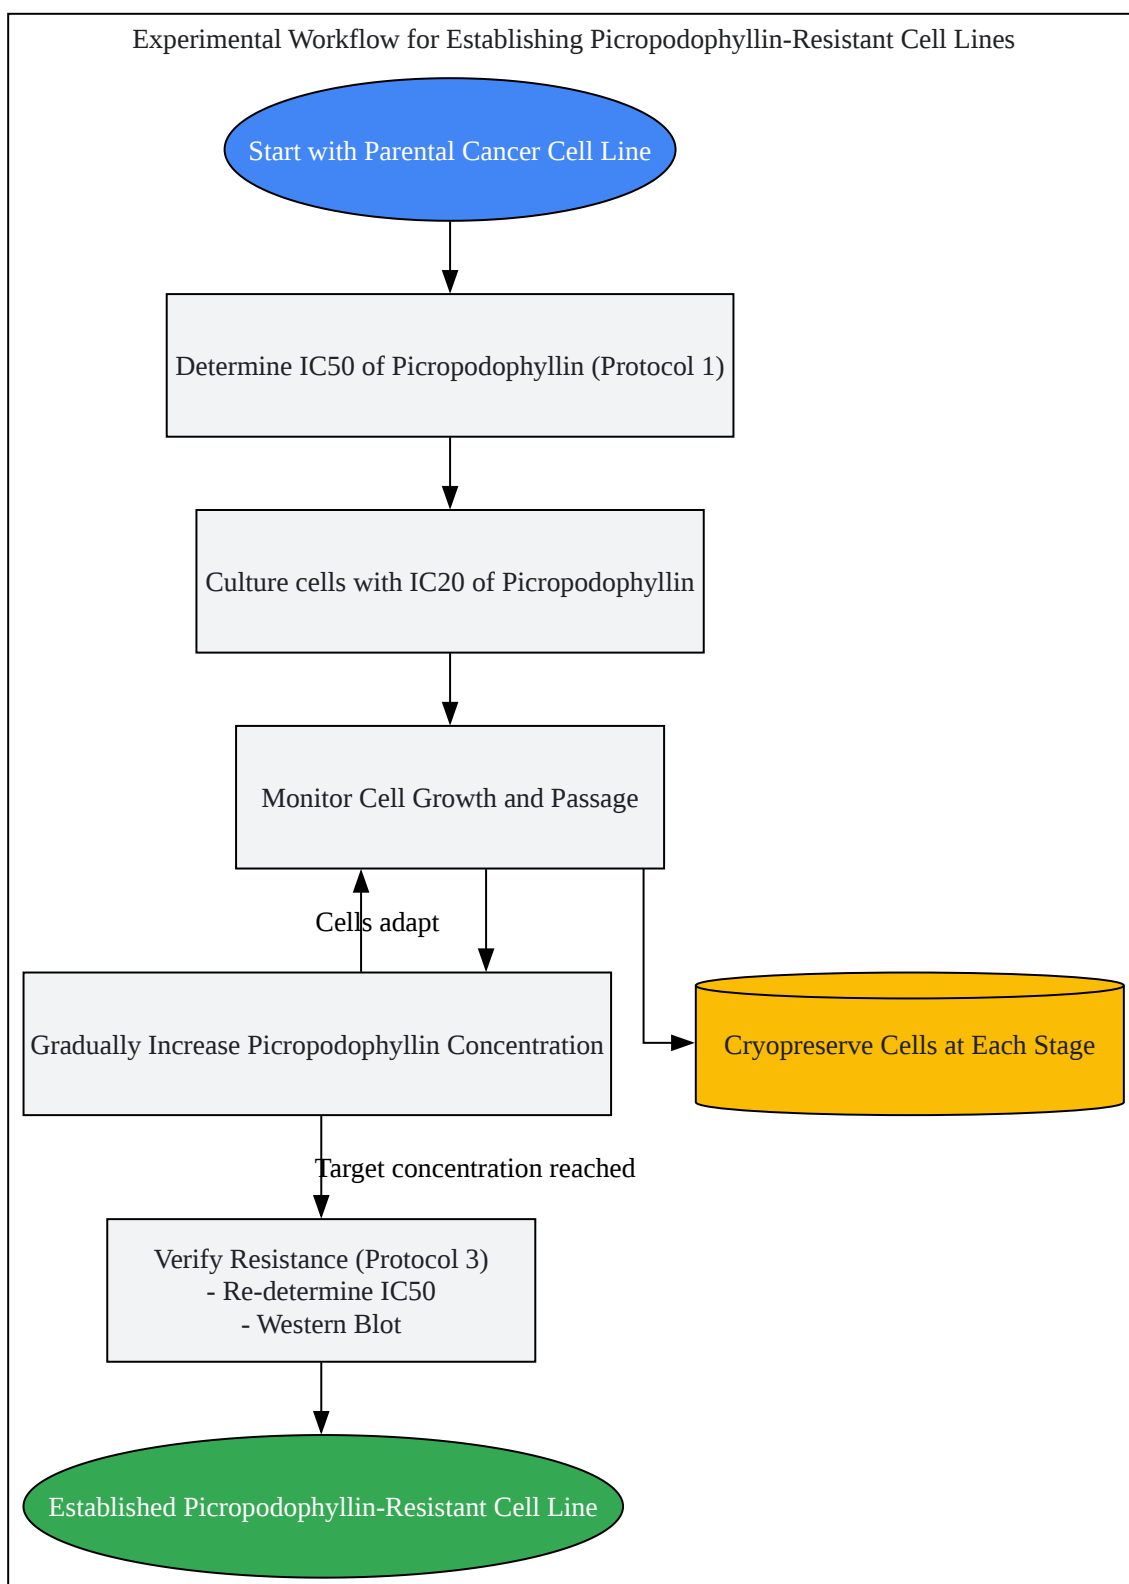 Experimental Workflow for Establishing Picropodophyllin-Resistant Cell Lines
Start with Parental Cancer Cell Line
Determine IC50 of Picropodophyllin (Protocol 1)
Culture cells with IC20 of Picropodophyllin
Monitor Cell Growth and Passage
Cells adapt
Gradually Increase Picropodophyllin Concentration
Cryopreserve Cells at Each Stage
Target concentration reached
Verify Resistance (Protocol 3)
- Re-determine IC50
- Western Blot
Established Picropodophyllin-Resistant Cell Line